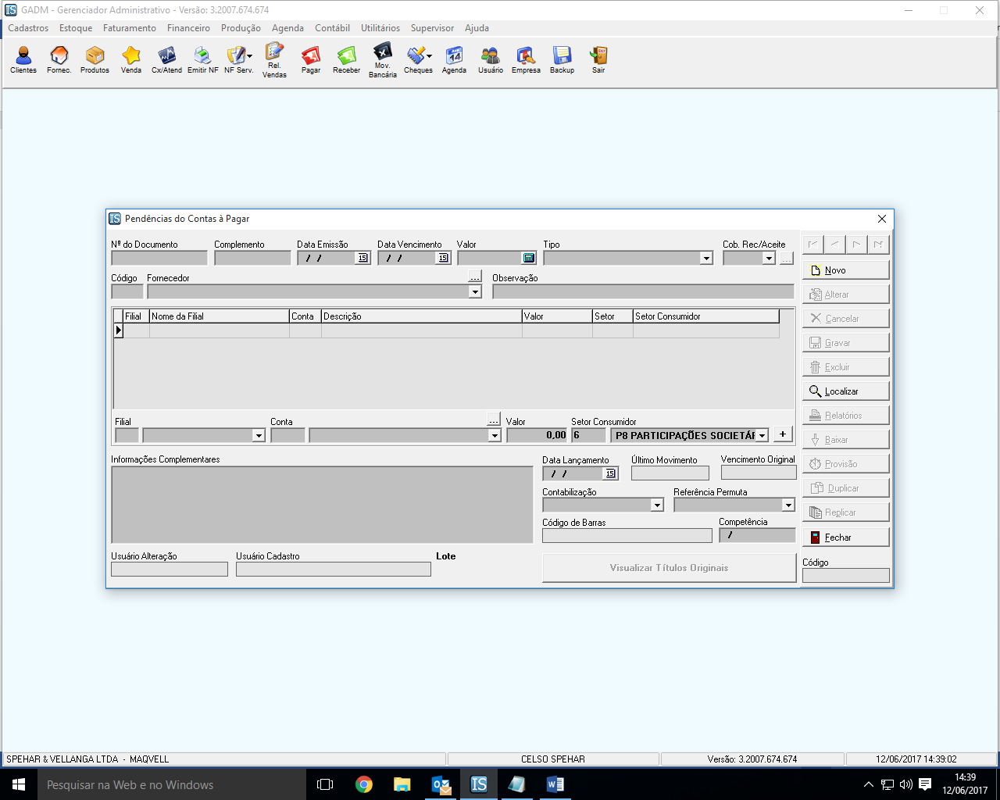 GADM - Gerenciador Administrativo - Versão: 3.2007.674.674
Cadastros Estoque Faturamento Financeiro Produção Agenda Contábil Utilitários Supervisor Ajuda
Clientes Fornec. Produtos Venda Cx/Atend Emitir NF NF Serv. Rel. Vendas Pagar Receber Mov. Bancária Cheques Agenda Usuário Empresa Backup Sair
Pendências do Contas à Pagar
Nº do Documento Complemento Data Emissão Data Vencimento Valor Tipo Cob. Rec/Aceite
/ / 15 / / 15 ...
Código Fornecedor ... Observação
Filial Nome da Filial Conta Descrição Valor Setor Setor Consumidor
Filial Conta ... Valor Setor Consumidor
0,00 6 P8 PARTICIPAÇÕES SOCIETÁR +
Informações Complementares
Data Lançamento Último Movimento Vencimento Original
/ / 15
Contabilização Referência Permuta
Código de Barras Competência
/
Usuário Alteração Usuário Cadastro Lote
Visualizar Títulos Originais
Novo
Alterar
Cancelar
Gravar
Excluir
Localizar
Relatórios
Baixar
Provisão
Duplicar
Replicar
Fechar
Código
SPEHAR & VELLANGA LTDA - MAQVELL CELSO SPEHAR Versão: 3.2007.674.674 12/06/2017 14:39:02
Pesquisar na Web e no Windows
14:39
12/06/2017